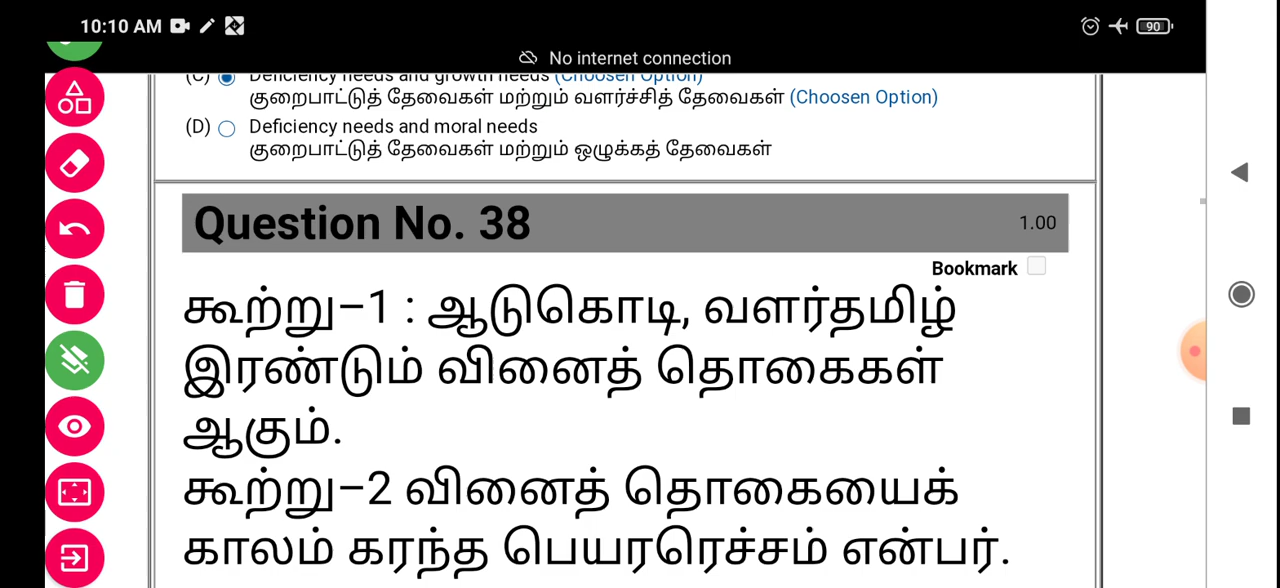 10:10 AM 90
No internet connection
(C) Deficiency needs and growth needs (Choosen Option)
குறைபாட்டுத் தேவைகள் மற்றும் வளர்ச்சித் தேவைகள் (Choosen Option)
(D) Deficiency needs and moral needs
குறைபாட்டுத் தேவைகள் மற்றும் ஒழுக்கத் தேவைகள்
Question No. 38 1.00
Bookmark
கூற்று–1 : ஆடுகொடி, வளர்தமிழ்
இரண்டும் வினைத் தொகைகள்
ஆகும்.
கூற்று–2 வினைத் தொகையைக்
காலம் கரந்த பெயரரெச்சம் என்பர்.